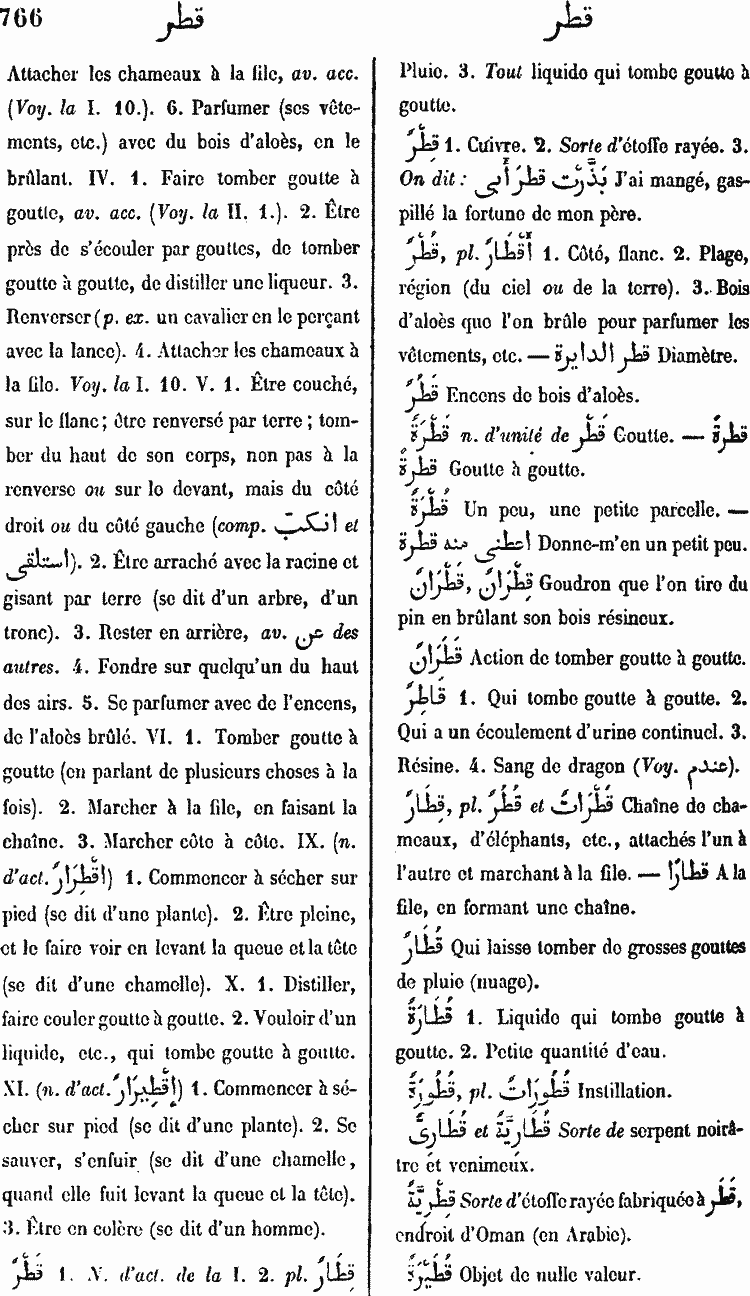 766
قطر
قطر
Attacher les chameaux à la file, av. acc.
(Voy. la I. 10.). 6. Parfumer (ses vête-
ments, etc.) avec du bois d'aloès, en le
brûlant. IV. 1. Faire tomber goutte à
goutte, av. acc. (Voy. la II. 1.). 2. Être
près de s'écouler par gouttes, de tomber
goutte à goutte, de distiller une liqueur. 3.
Renverser (p. ex. un cavalier en le perçant
avec la lance). 4. Attacher les chameaux à
la file. Voy. la I. 10. V. 1. Être couché,
sur le flanc; être renversé par terre; tom-
ber du haut de son corps, non pas à la
renverse ou sur le devant, mais du côté
droit ou du côté gauche (comp. انكبّ et
استلقى). 2. Être arraché avec la racine et
gisant par terre (se dit d'un arbre, d'un
tronc). 3. Rester en arrière, av. عن des
autres. 4. Fondre sur quelqu'un du haut
des airs. 5. Se parfumer avec de l'encens,
de l'aloès brûlé. VI. 1. Tomber goutte à
goutte (en parlant de plusieurs choses à la
fois). 2. Marcher à la file, en faisant la
chaîne. 3. Marcher côte à côte. IX. (n.
d'act. اقْطِرَارٌ) 1. Commencer à sécher sur
pied (se dit d'une plante). 2. Être pleine,
et le faire voir en levant la queue et la tête
(se dit d'une chamelle). X. 1. Distiller,
faire couler goutte à goutte. 2. Vouloir d'un
liquide, etc., qui tombe goutte à goutte.
XI. (n. d'act. إقْطِيرَارٌ) 1. Commencer à sé-
cher sur pied (se dit d'une plante). 2. Se
sauver, s'enfuir (se dit d'une chamelle,
quand elle fuit levant la queue et la tête).
3. Être en colère (se dit d'un homme).
قَطْرٌ 1. N. d'act. de la I. 2. pl. قِطَارٌ
Pluie. 3. Tout liquide qui tombe goutte à
goutte.
قِطْرٌ 1. Cuivre. 2. Sorte d'étoffe rayée. 3.
On dit: بَذَّرْت قطْر أَبى J'ai mangé, gas-
pillé la fortune de mon père.
قُطْرٌ, pl. أَقْطَارٌ 1. Côté, flanc. 2. Plage,
région (du ciel ou de la terre). 3. Bois
d'aloès que l'on brûle pour parfumer les
vêtements, etc. — قطر الدايرة Diamètre.
قُطُرٌ Encens de bois d'aloès.
قَطْرَةٌ n. d'unité de قَطْر Goutte. — قطرةً
قطرةً Goutte à goutte.
قُطْرَةٌ Un peu, une petite parcelle. —
اعطنى منه قطرة Donne-m'en un petit peu.
قِطْرَانٌ, قَطْرَانٌ Goudron que l'on tire du
pin en brûlant son bois résineux.
قَطَرَانٌ Action de tomber goutte à goutte.
قَاطِرٌ 1. Qui tombe goutte à goutte. 2.
Qui a un écoulement d'urine continuel. 3.
Résine. 4. Sang de dragon (Voy. عندم).
قِطَارٌ, pl. قُطُرٌ et قُطُرَاتٌ Chaîne de cha-
meaux, d'éléphants, etc., attachés l'un à
l'autre et marchant à la file. — قطارًا A la
file, en formant une chaîne.
قُطَارٌ Qui laisse tomber de grosses gouttes
de pluie (nuage).
قُطَارَةٌ 1. Liquide qui tombe goutte à
goutte. 2. Petite quantité d'eau.
قُطُورَةٌ, pl. قُطُورَاتٌ Instillation.
قُطَارِىٌّ et قُطَارِيَّةٌ Sorte de serpent noirâ-
tre et venimeux.
قِطْرِيَّةٌ Sorte d'étoffe rayée fabriquée à قَطَر,
endroit d'Oman (en Arabie).
قُطَيْرَةٌ Objet de nulle valeur.